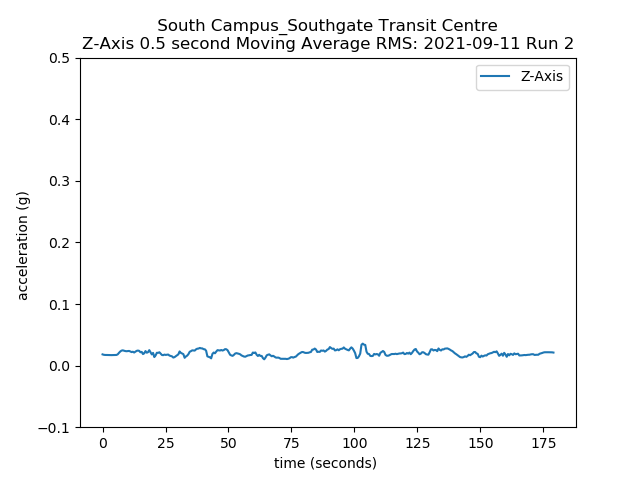 South Campus_Southgate Transit Centre
Z-Axis 0.5 second Moving Average RMS: 2021-09-11 Run 2
Z-Axis
0.5
0.4
0.3
0.2
0.1
0.0
−0.1
acceleration (g)
0 25 50 75 100 125 150 175
time (seconds)